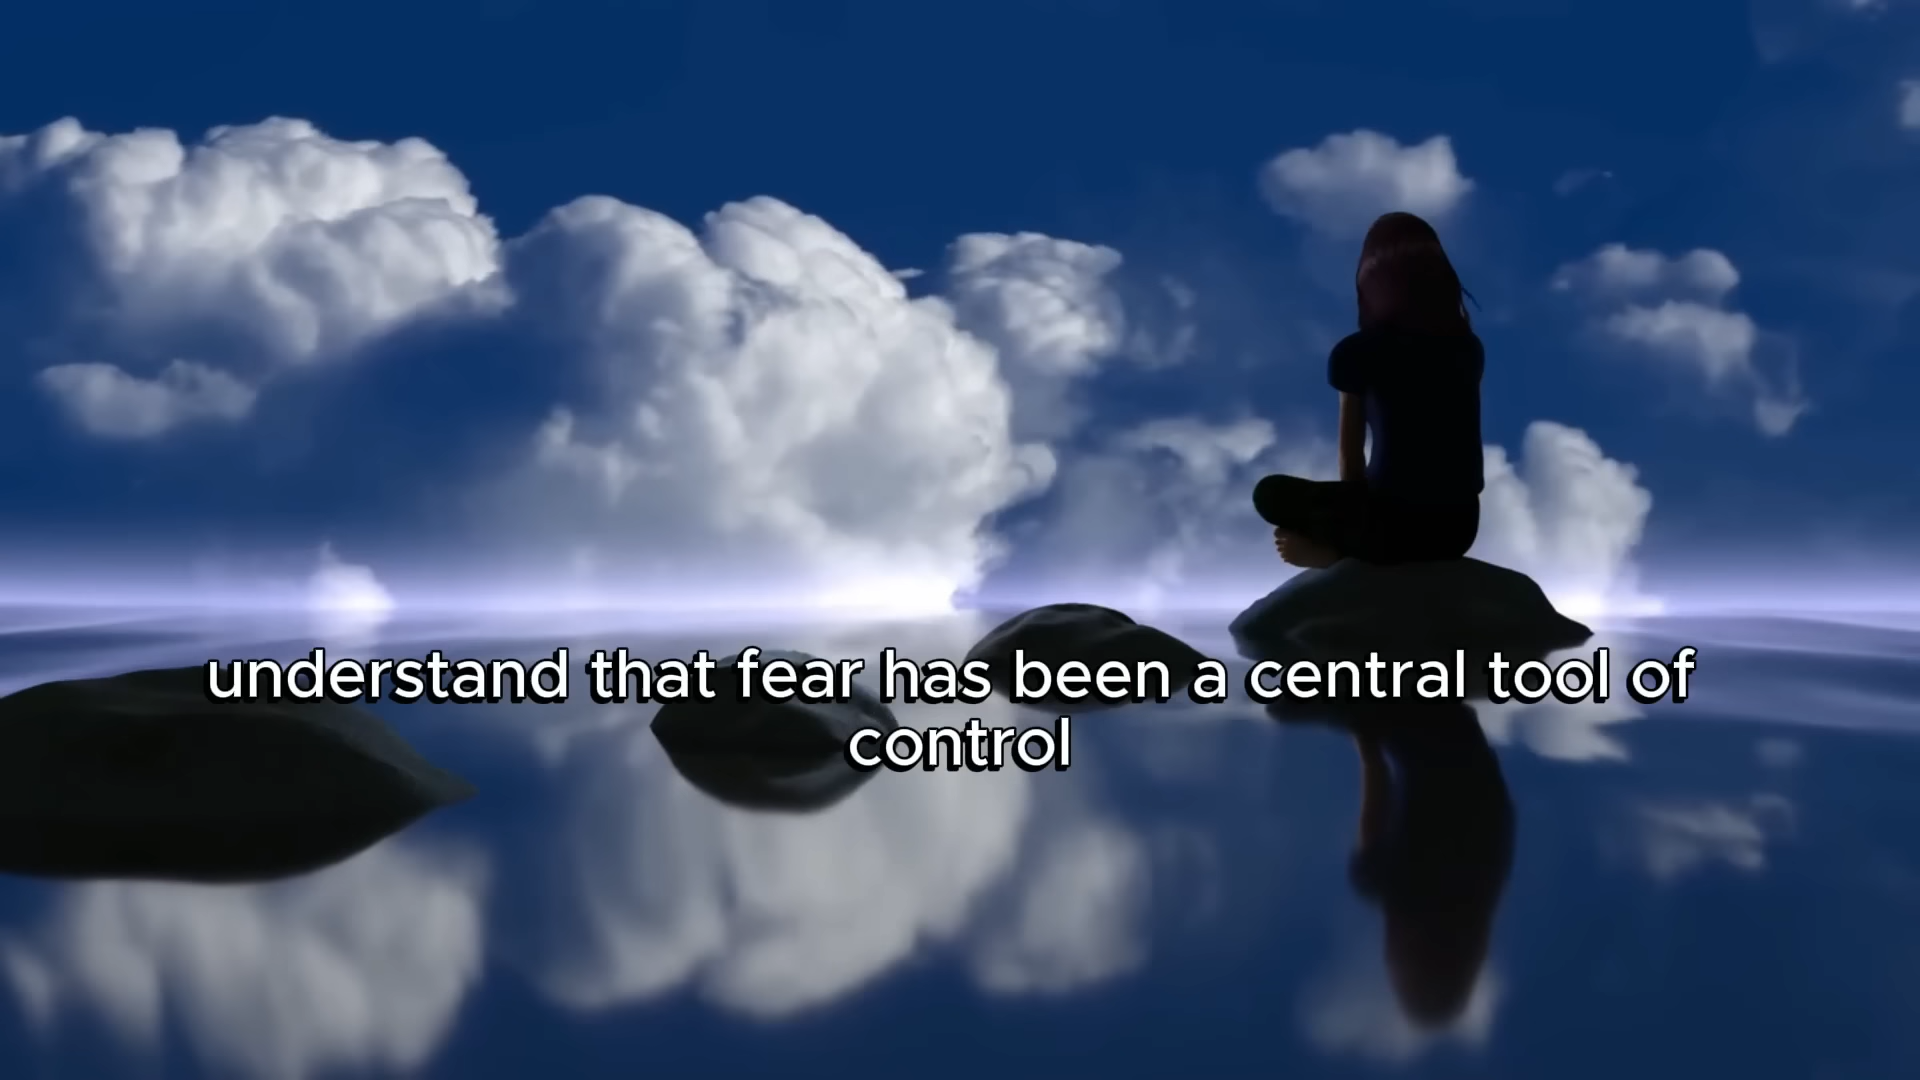 understand that fear has been a central tool of
control